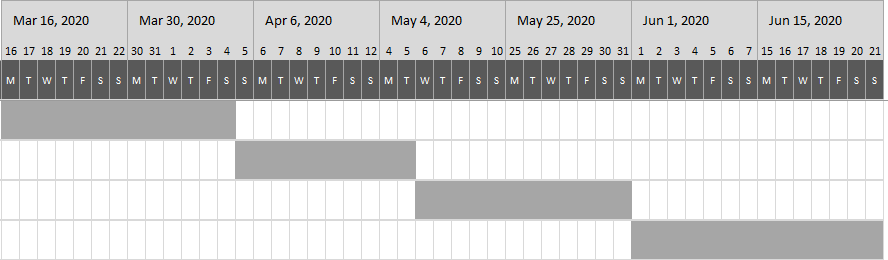 Mar 16, 2020 Mar 30, 2020 Apr 6, 2020 May 4, 2020 May 25, 2020 Jun 1, 2020 Jun 15, 2020
16 17 18 19 20 21 22 30 31 1 2 3 4 5 6 7 8 9 10 11 12 4 5 6 7 8 9 10 25 26 27 28 29 30 31 1 2 3 4 5 6 7 15 16 17 18 19 20 21
M T W T F S S M T W T F S S M T W T F S S M T W T F S S M T W T F S S M T W T F S S M T W T F S S